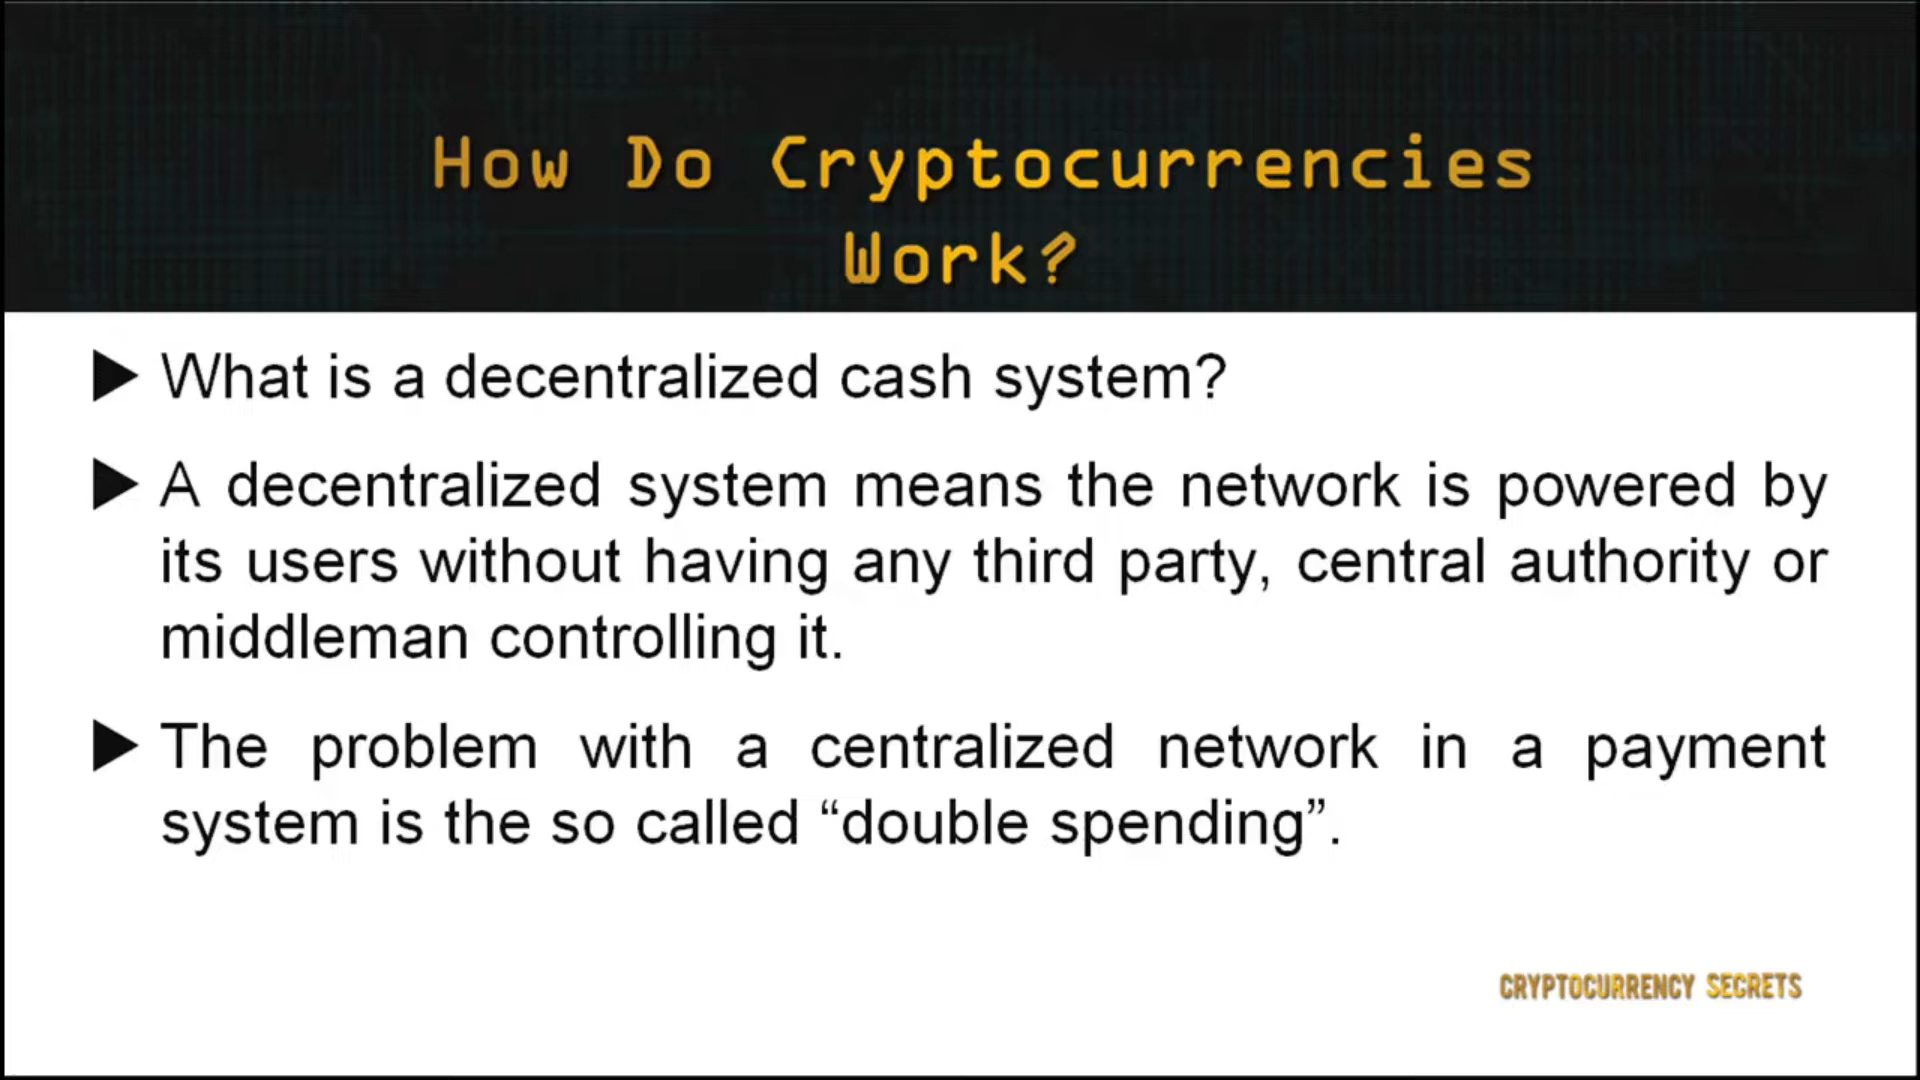 How Do Cryptocurrencies
Work?
What is a decentralized cash system?
A decentralized system means the network is powered by
its users without having any third party, central authority or
middleman controlling it.
The problem with a centralized network in a payment
system is the so called “double spending”.
CRYPTOCURRENCY SECRETS